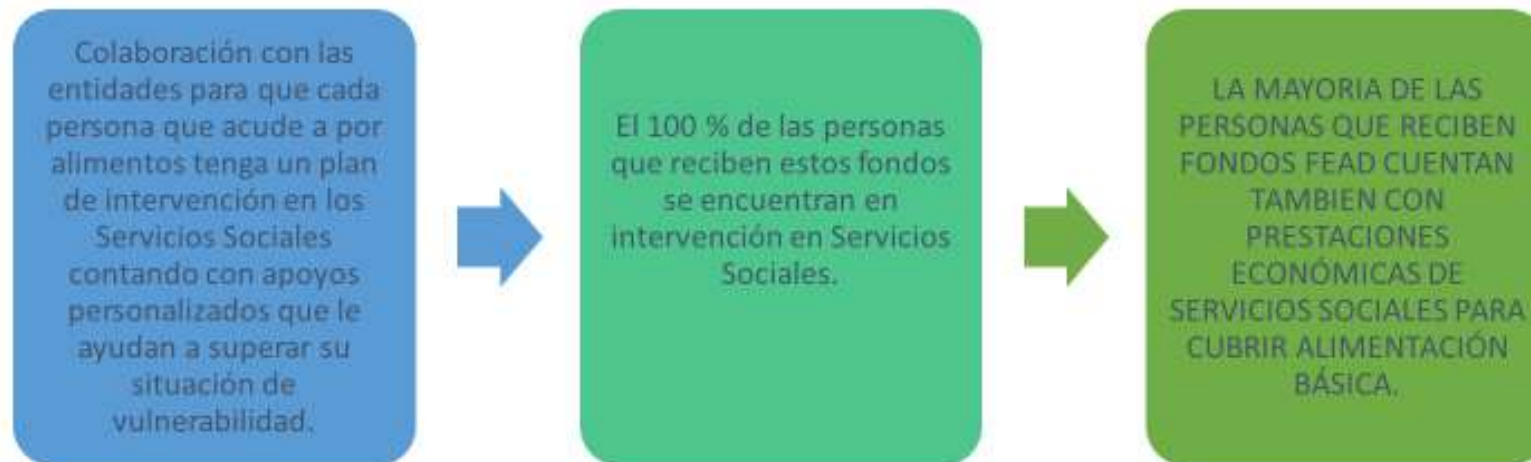 Colaboración con las
entidades para que cada
persona que acude a por
alimentos tenga un plan
de intervención en los
Servicios Sociales
contando con apoyos
personalizados que le
ayudan a superar su
situación de
vulnerabilidad.
El 100 % de las personas
que reciben estos fondos
se encuentran en
intervención en Servicios
Sociales.
LA MAYORIA DE LAS
PERSONAS QUE RECIBEN
FONDOS FEAD CUENTAN
TAMBIEN CON
PRESTACIONES
ECONÓMICAS DE
SERVICIOS SOCIALES PARA
CUBRIR ALIMENTACIÓN
BÁSICA.